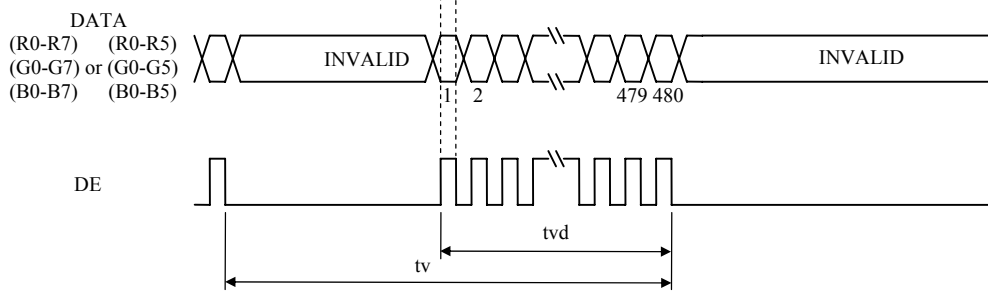 DATA
(R0-R7) (R0-R5)
(G0-G7) or (G0-G5)
(B0-B7) (B0-B5)
INVALID
INVALID
1 2 479 480
DE
tvd
tv